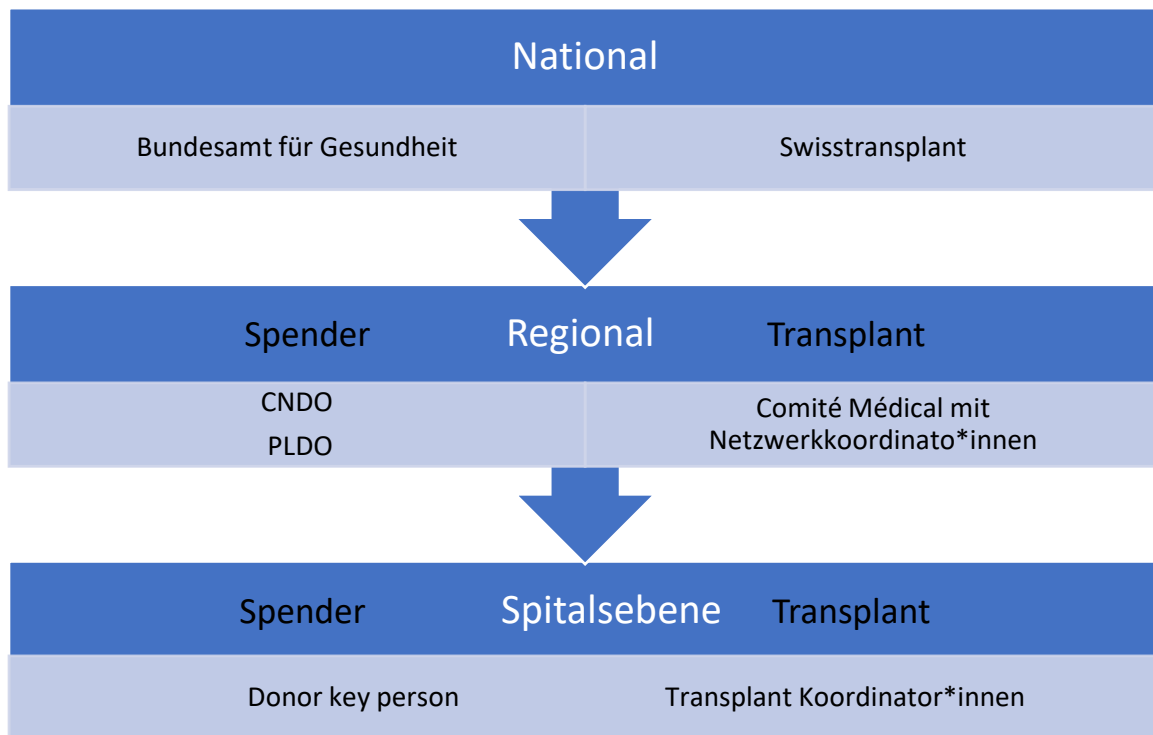 National
Bundesamt für Gesundheit Swisstransplant
Spender Regional Transplant
CNDO
PLDO
Comité Médical mit
Netzwerkkoordinato*innen
Spender Spitalsebene Transplant
Donor key person Transplant Koordinator*innen